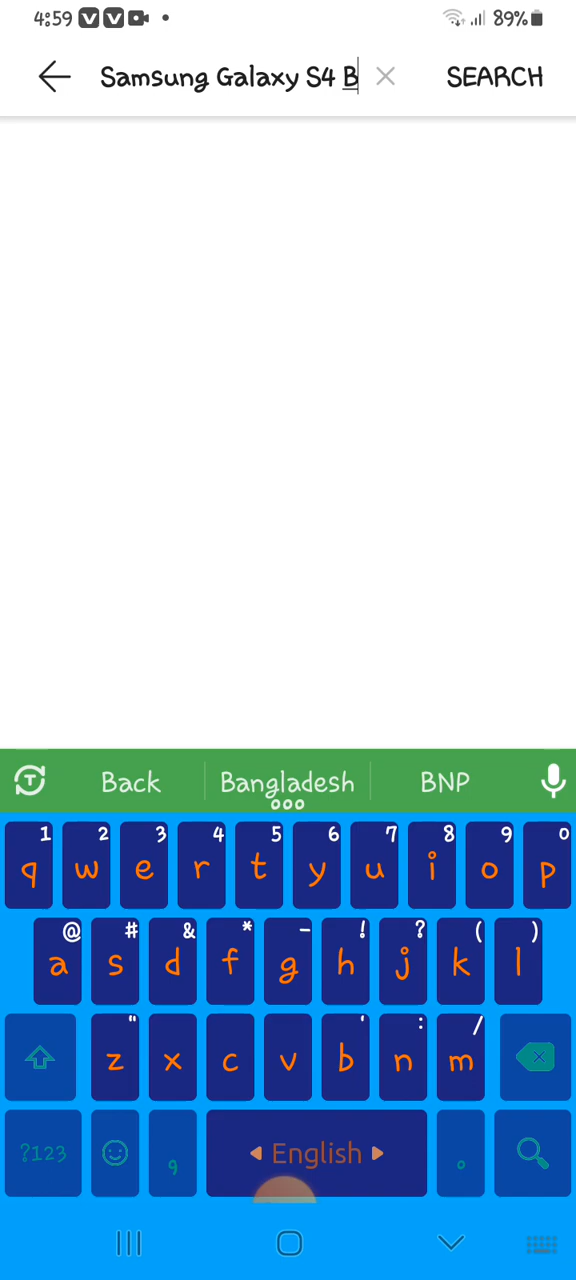 4:59 89%
Samsung Galaxy S4 B SEARCH
T Back Bangladesh BNP
1 2 3 4 5 6 7 8 9 0
q w e r t y u i o p
@ # & * - ! ? ( )
a s d f g h j k l
" ' : /
z x c v b n m
?123 , English .